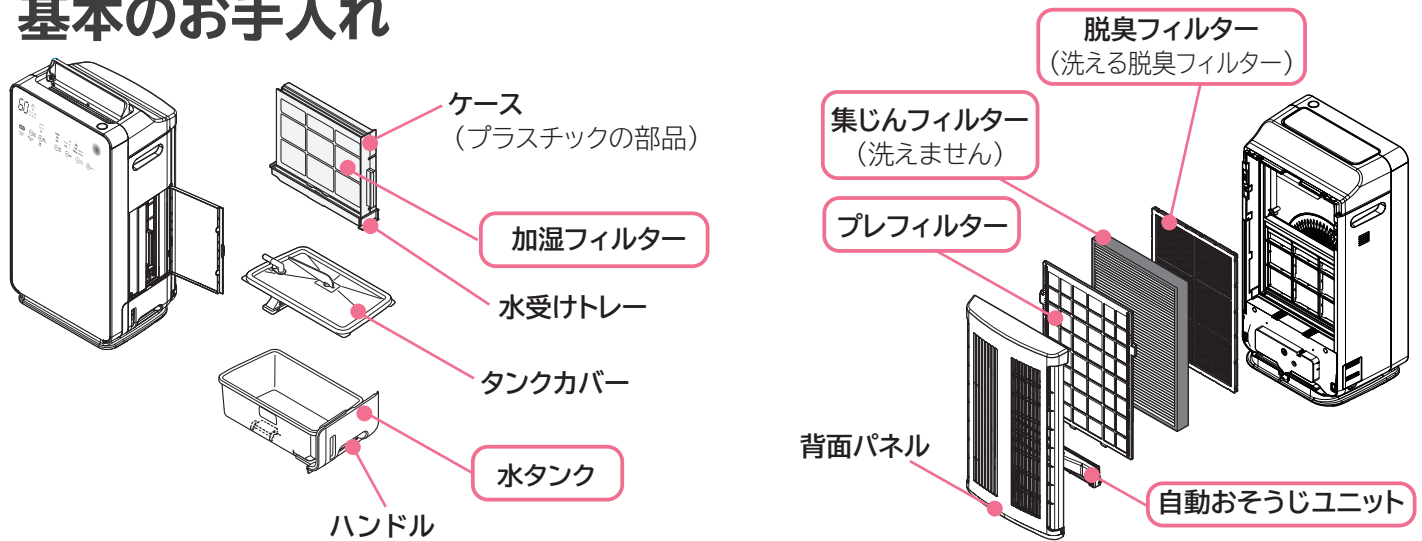 基本のお手入れ
60
ケース
（プラスチックの部品）
加湿フィルター
水受けトレー
タンクカバー
水タンク
ハンドル
脱臭フィルター
（洗える脱臭フィルター）
集じんフィルター
（洗えません）
プレフィルター
背面パネル
自動おそうじユニット